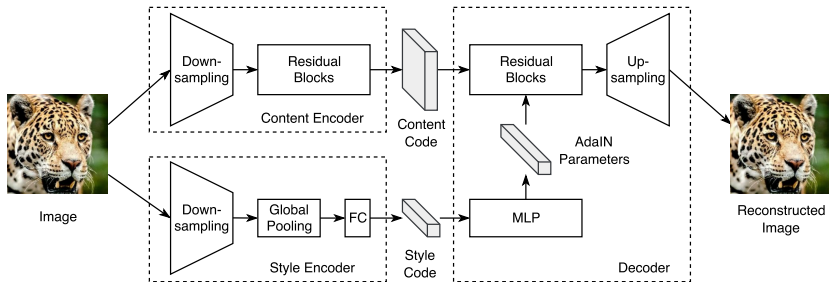 Down-
sampling
Residual
Blocks
Content Encoder
Content
Code
Residual
Blocks
Up-
sampling
AdaIN
Parameters
Image
Down-
sampling
Global
Pooling
FC
Style Encoder
Style
Code
MLP
Decoder
Reconstructed
Image